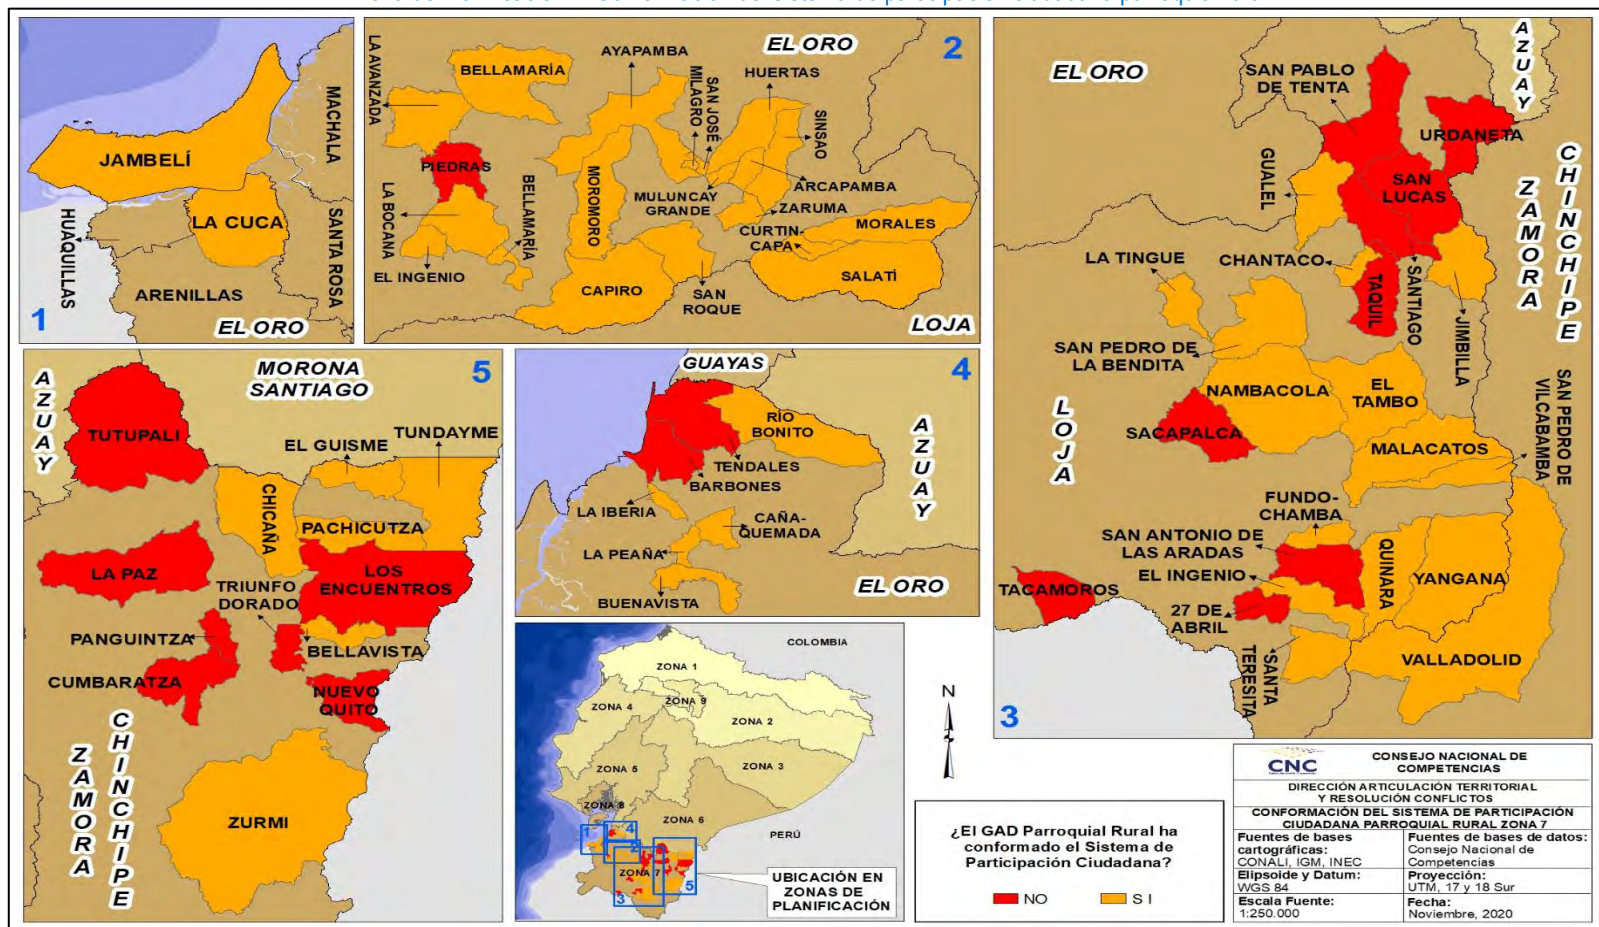 JAMBELÍ
LA CUCA
MACHALA
SANTA ROSA
HUAQUILLAS
ARENILLAS
EL ORO
1
LA AVANZADA
BELLAMARÍA
AYAPAMBA
EL ORO
2
MILAGRO
SAN JOSÉ
HUERTAS
SINSAO
PIEDRAS
LA BOCANA
BELLAMARÍA
MOROMORO
MULUNCAY
GRANDE
ARCAPAMBA
ZARUMA
CURTIN-
CAPA
MORALES
EL INGENIO
CAPIRO
SAN
ROQUE
SALATÍ
LOJA
EL ORO
AZUAY
SAN PABLO
DE TENTA
URDANETA
GUALEL
SAN
LUCAS
ZAMORA
CHINCHIPE
LA TINGUE
CHANTACO
TAQUIL
SANTIAGO
JIMBILLA
SAN PEDRO DE
LA BENDITA
NAMBACOLA
EL
TAMBO
SAN PEDRO DE
VILCABAMBA
SACAPALCA
LOJA
MALACATOS
FUNDO-
CHAMBA
SAN ANTONIO DE
LAS ARADAS
QUINARA
YANGANA
EL INGENIO
TACAMOROS
27 DE
ABRIL
SANTA
TERESITA
VALLADOLID
3
AZUAY
MORONA
SANTIAGO
5
TUTUPALI
EL GUISME
TUNDAYME
CHICAÑA
PACHICUTZA
LA PAZ
TRIUNFO
DORADO
LOS
ENCUENTROS
PANGUINTZA
BELLAVISTA
CUMBARATZA
NUEVO
QUITO
ZAMORA
CHINCHIPE
ZURMI
GUAYAS
4
RÍO
BONITO
AZUAY
TENDALES
BARBONES
LA IBERIA
CAÑA-
QUEMADA
LA PEAÑA
BUENAVISTA
EL ORO
COLOMBIA
ZONA 1
ZONA 9
ZONA 4
ZONA 2
ZONA 5
ZONA 3
ZONA 8
ZONA 6
PERÚ
ZONA 7
1
4
2
3
5
UBICACIÓN EN
ZONAS DE
PLANIFICACIÓN
N
¿El GAD Parroquial Rural ha
conformado el Sistema de
Participación Ciudadana?
NO
SI
CNC
CONSEJO NACIONAL DE
COMPETENCIAS
DIRECCIÓN ARTICULACIÓN TERRITORIAL
Y RESOLUCIÓN CONFLICTOS
CONFORMACIÓN DEL SISTEMA DE PARTICIPACIÓN
CIUDADANA PARROQUIAL RURAL ZONA 7
Fuentes de bases
cartográficas:
CONALI, IGM, INEC
Fuentes de bases de datos:
Consejo Nacional de
Competencias
Elipsoide y Datum:
WGS 84
Proyección:
UTM, 17 y 18 Sur
Escala Fuente:
1:250.000
Fecha:
Noviembre, 2020